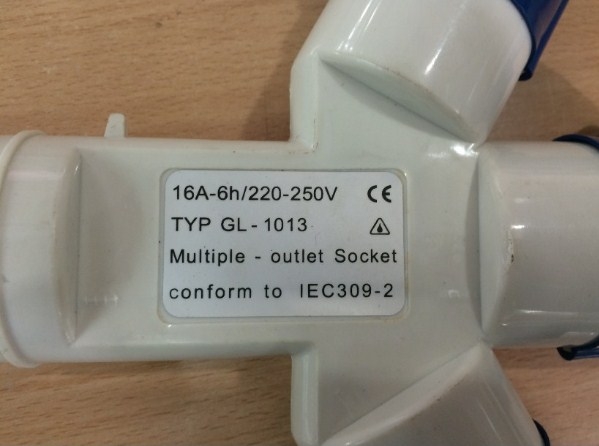 16A-6h/220-250V CE
TYP GL-1013
Multiple - outlet Socket
conform to IEC309-2